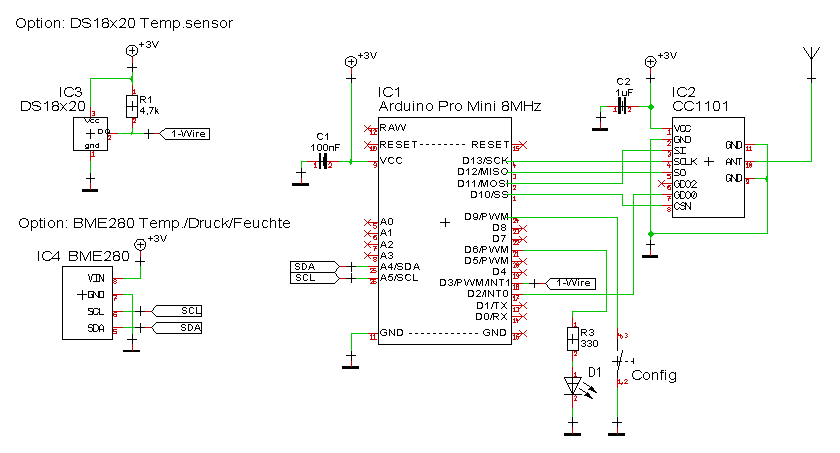 Option: DS18x20 Temp.sensor
+3V
IC3
DS18x20
R1
4,7k
Vcc
DQ
gnd
3
2
1
1-Wire
Option: BME280 Temp./Druck/Feuchte
+3V
IC4 BME280
VIN
GND
SCL
SDA
SCL
SDA
+3V
C1
100nF
IC1
Arduino Pro Mini 8MHz
RAW
RESET RESET
VCC D13/SCK
D12/MISO
D11/MOSI
D10/SS
A0 D9/PWM
A1 D8
A2 D7
A3 D6/PWM
SDA A4/SDA D5/PWM
SCL A5/SCL D4
D3/PWM/INT1 1-Wire
D2/INT0
D1/TX
D0/RX
GND GND
+3V
C2
1uF
IC2
CC1101
VCC
GND GND
SI
SCLK ANT
SO
GDO2 GND
GDO0
CSN
R3
330
D1
Config